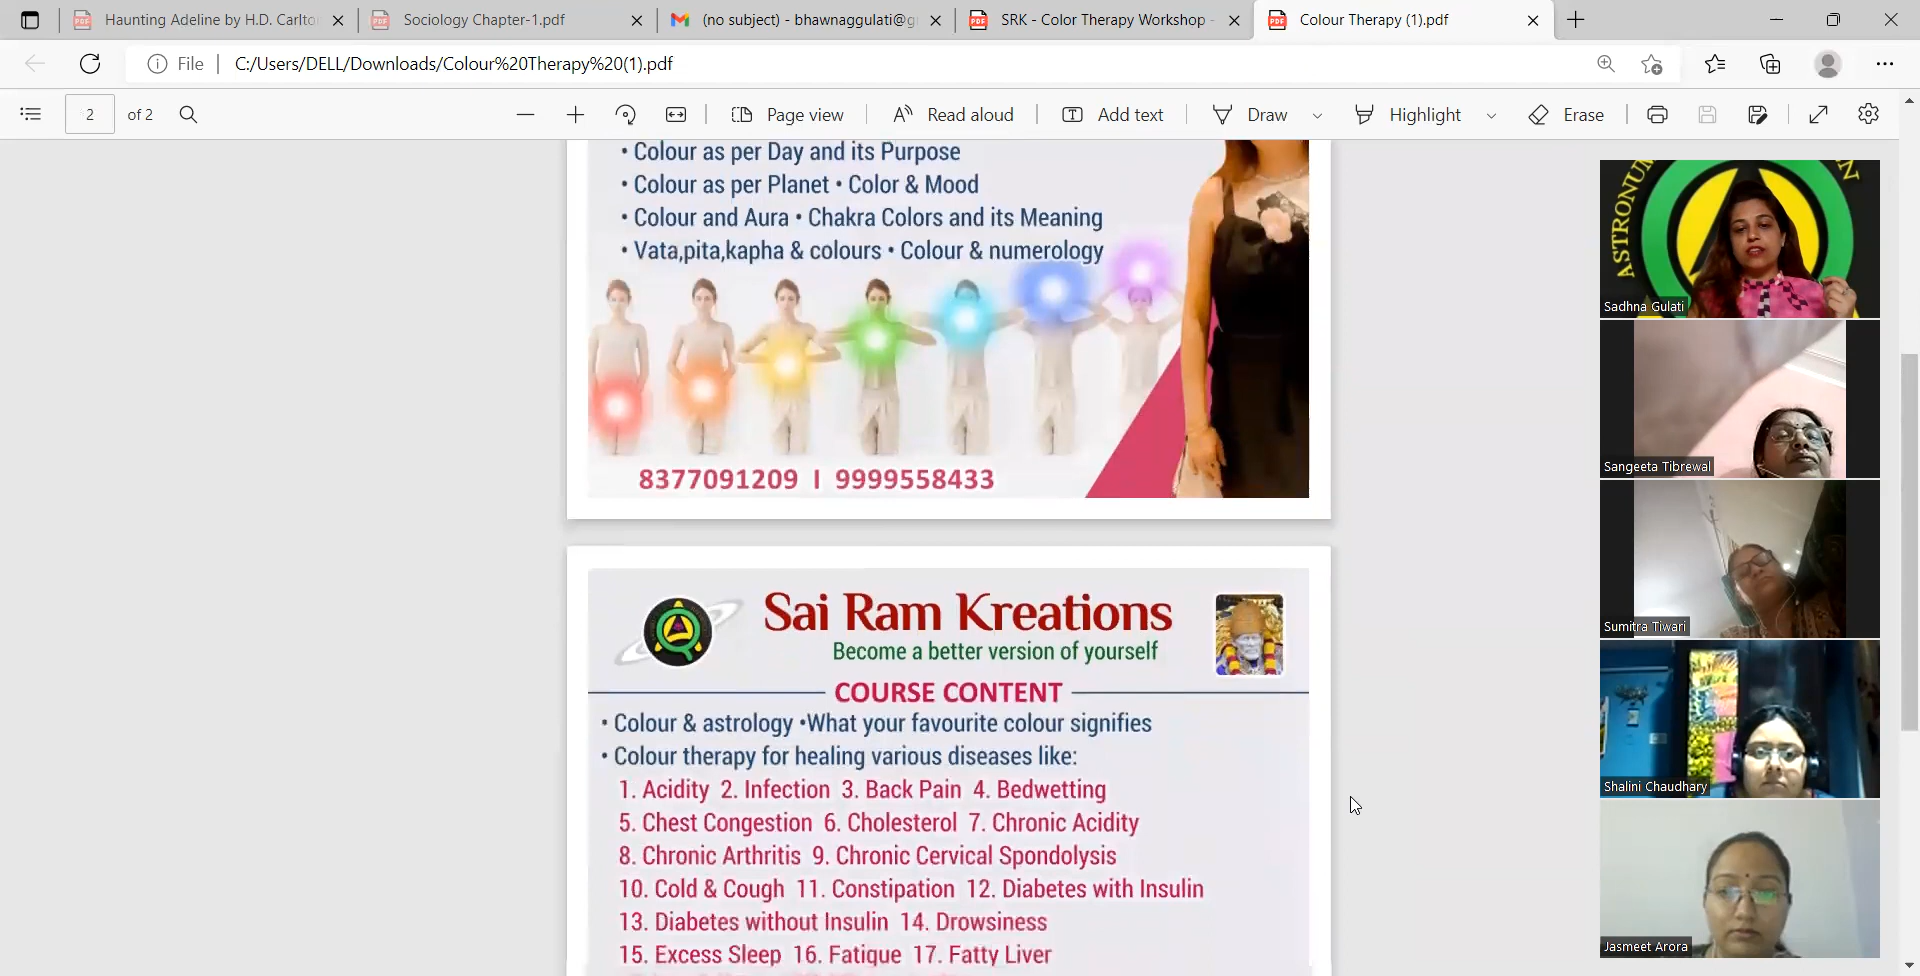 Haunting Adeline by H.D. Carlto
Sociology Chapter-1.pdf
(no subject) - bhawnaggulati@g
SRK - Color Therapy Workshop -
Colour Therapy (1).pdf
File
C:/Users/DELL/Downloads/Colour%20Therapy%20(1).pdf
2 of 2
Page view
Read aloud
Add text
Draw
Highlight
Erase
• Colour as per Day and its Purpose
• Colour as per Planet • Color & Mood
• Colour and Aura • Chakra Colors and its Meaning
• Vata,pita,kapha & colours • Colour & numerology
8377091209 I 9999558433
Sai Ram Kreations
Become a better version of yourself
COURSE CONTENT
• Colour & astrology •What your favourite colour signifies
• Colour therapy for healing various diseases like:
1. Acidity 2. Infection 3. Back Pain 4. Bedwetting
5. Chest Congestion 6. Cholesterol 7. Chronic Acidity
8. Chronic Arthritis 9. Chronic Cervical Spondolysis
10. Cold & Cough 11. Constipation 12. Diabetes with Insulin
13. Diabetes without Insulin 14. Drowsiness
15. Excess Sleep 16. Fatique 17. Fatty Liver
Sadhna Gulati
Sangeeta Tibrewal
Sumitra Tiwari
Shalini Chaudhary
Jasmeet Arora